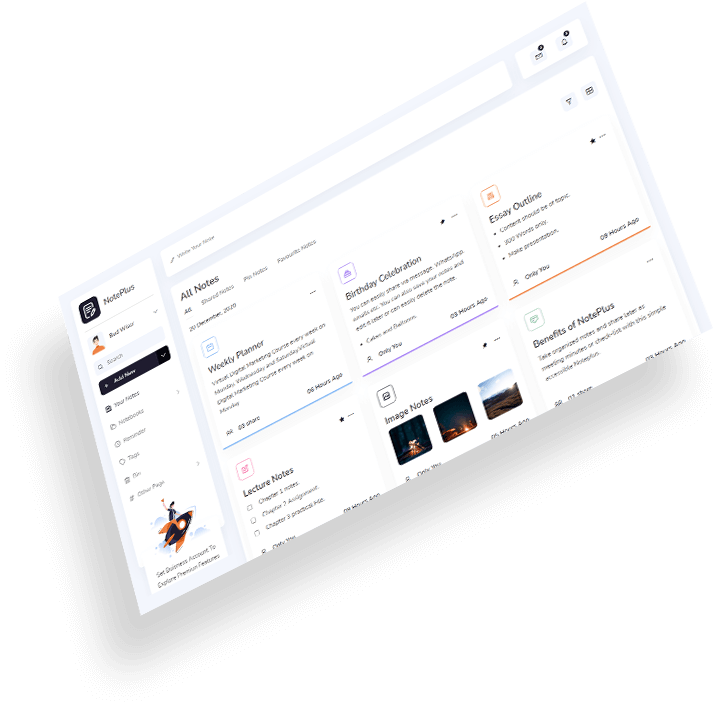 NotePlus
Bud Wiser
Search
+ Add New
Your Notes
Notebooks
Reminder
Tags
Bin
Other Page
Set Business Account To
Explore Premium Features
Write Your Note
All Notes
All
Shared Notes
Pin Notes
Favourite Notes
20 December, 2020
Weekly Planner
Virtual Digital Marketing Course every week on
Monday, Wednesday and Saturday.Virtual
Digital Marketing Course every week on
Monday
03 share
06 Hours Ago
Birthday Celebration
You can easily share via message, WhatsApp,
emails etc. You can also save your notes and
edit it later or can easily delete the note.
• Cakes and Balloons.
Only You
03 Hours Ago
Essay Outline
• Content should be of topic.
• 300 Words only.
• Make presentation.
Only You
09 Hours Ago
Lecture Notes
Chapter 1 notes.
Chapter 2 Assignment.
Chapter 3 practical File.
Only You
08 Hours Ago
Image Notes
Only You
05 Hours Ago
Benefits of NotePlus
Take organized notes and share later as
meeting minutes or check-list with this simple
accessible Noteplus.
03 share